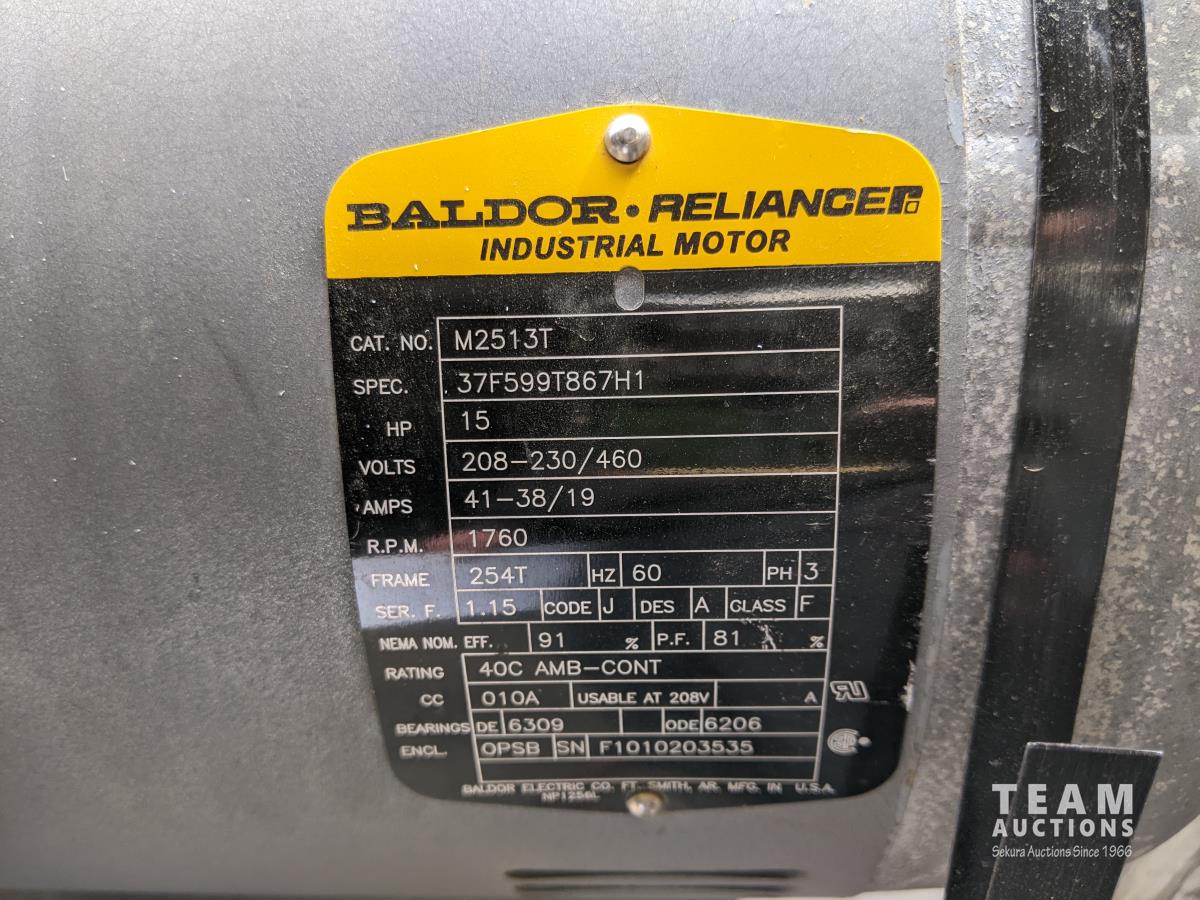 BALDOR • RELIANCER
INDUSTRIAL MOTOR
CAT. NO. M2513T
SPEC. 37F599T867H1
HP 15
VOLTS 208-230/460
AMPS 41-38/19
R.P.M. 1760
FRAME 254T HZ 60 PH 3
SER. F. 1.15 CODE J DES A CLASS F
NEMA NOM. EFF. 91 % P.F. 81 %
RATING 40C AMB-CONT
CC 010A USABLE AT 208V A
BEARINGS DE 6309 ODE 6206
ENCL. OPSB SN F1010203535
BALDOR ELECTRIC CO. FT. SMITH, AR. MFG. IN U.S.A.
NP1256L
TEAM
AUCTIONS
Sekura Auctions Since 1966